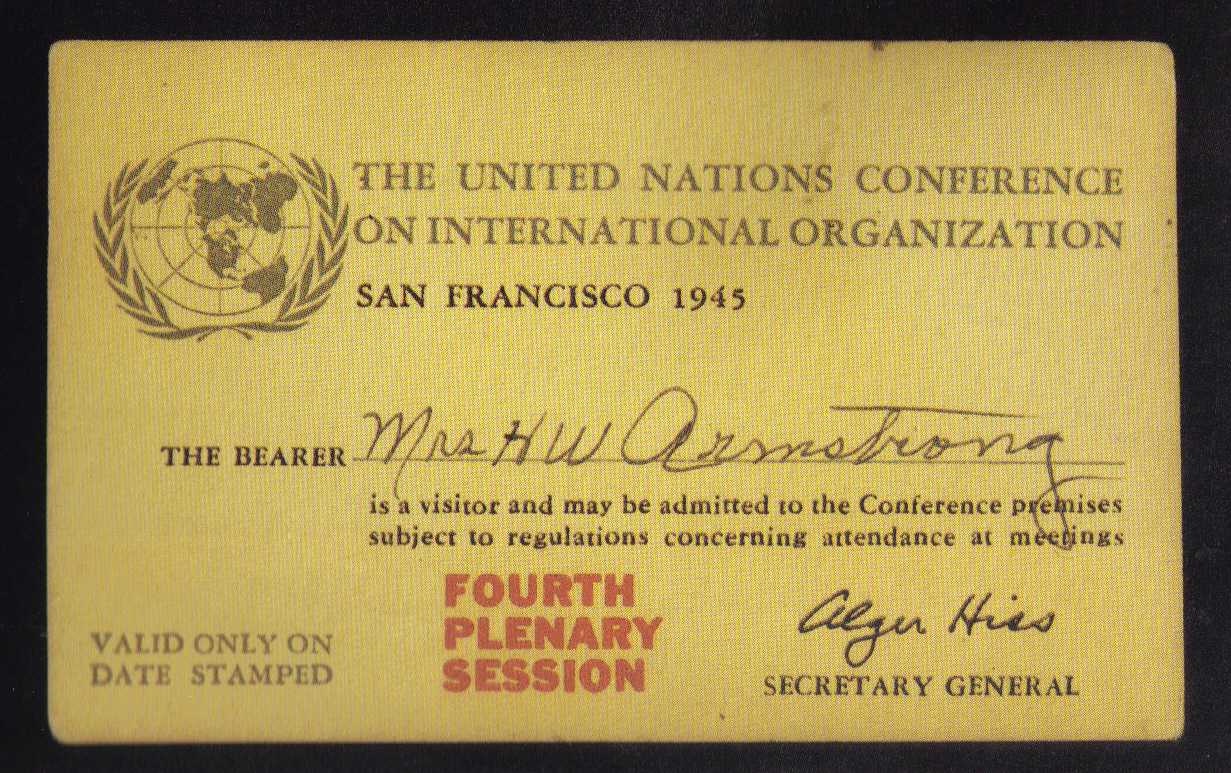 THE UNITED NATIONS CONFERENCE
ON INTERNATIONAL ORGANIZATION
SAN FRANCISCO 1945
THE BEARER Mrs H W Armstrong
is a visitor and may be admitted to the Conference premises
subject to regulations concerning attendance at meetings
FOURTH
PLENARY
SESSION
VALID ONLY ON
DATE STAMPED
Alger Hiss
SECRETARY GENERAL